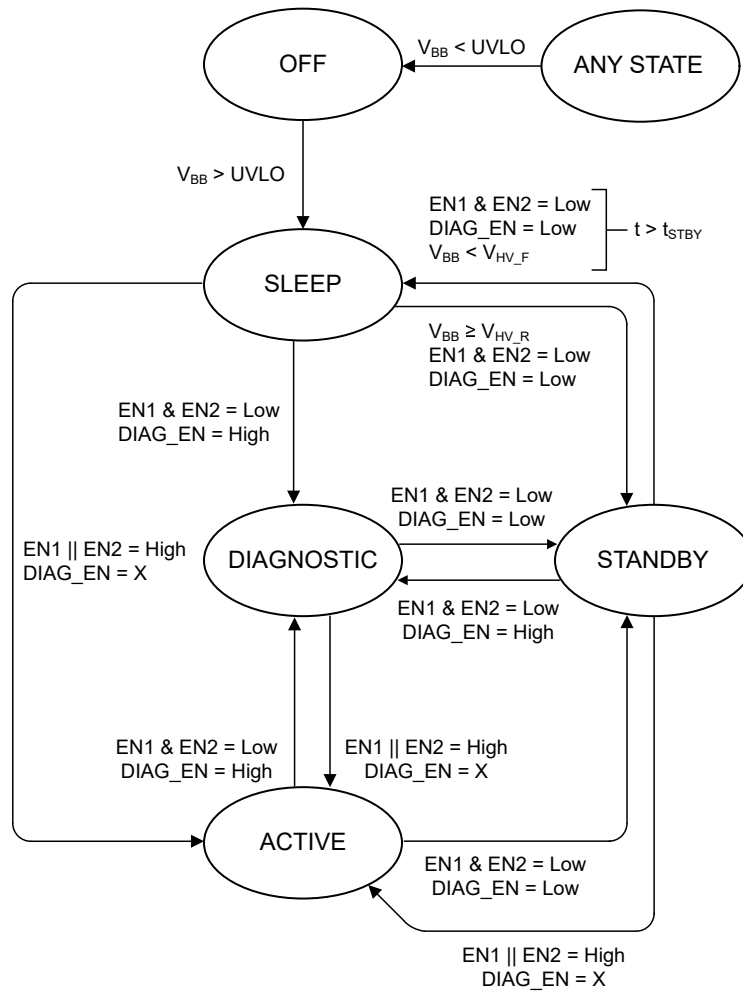 V_BB < UVLO
OFF
ANY STATE
V_BB > UVLO
EN1 & EN2 = Low
DIAG_EN = Low
V_BB < V_HV_F
t > t_STBY
SLEEP
V_BB ≥ V_HV_R
EN1 & EN2 = Low
DIAG_EN = Low
EN1 & EN2 = Low
DIAG_EN = High
EN1 & EN2 = Low
DIAG_EN = Low
EN1 || EN2 = High
DIAG_EN = X
DIAGNOSTIC
STANDBY
EN1 & EN2 = Low
DIAG_EN = High
EN1 & EN2 = Low
DIAG_EN = High
EN1 || EN2 = High
DIAG_EN = X
ACTIVE
EN1 & EN2 = Low
DIAG_EN = Low
EN1 || EN2 = High
DIAG_EN = X